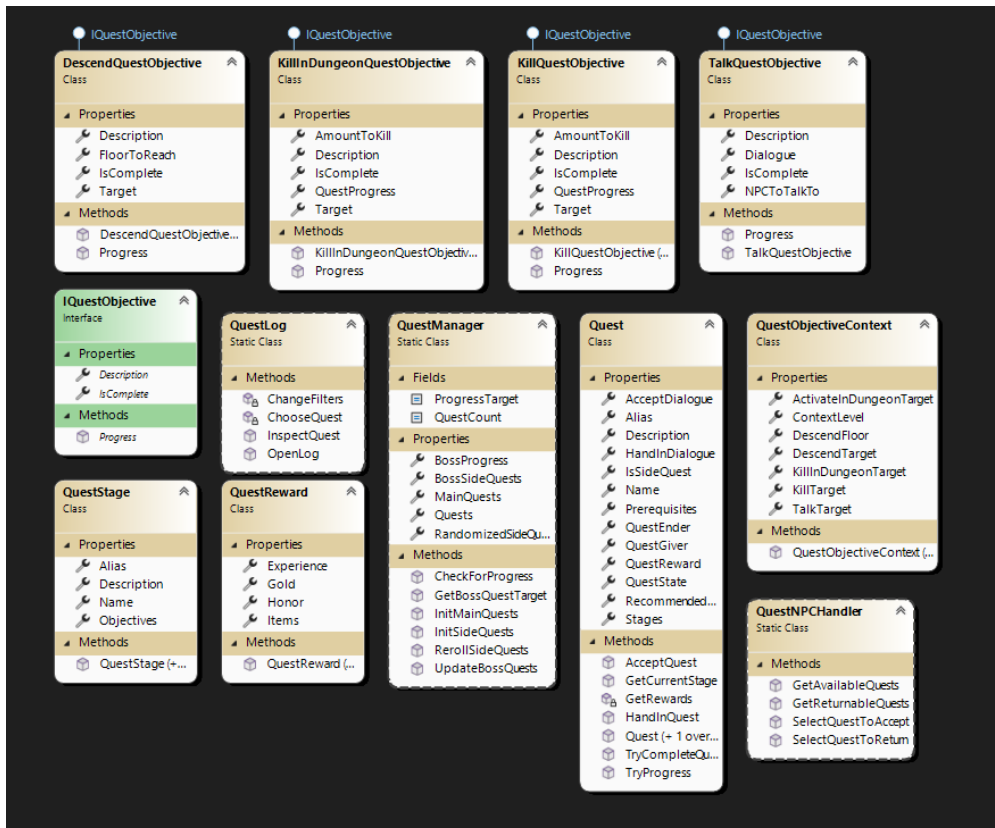 IQuestObjective
DescendQuestObjective
Class
Properties
Description
FloorToReach
IsComplete
Target
Methods
DescendQuestObjective...
Progress
IQuestObjective
KillInDungeonQuestObjective
Class
Properties
AmountToKill
Description
IsComplete
QuestProgress
Target
Methods
KillInDungeonQuestObjectiv...
Progress
IQuestObjective
KillQuestObjective
Class
Properties
AmountToKill
Description
IsComplete
QuestProgress
Target
Methods
KillQuestObjective (...
Progress
IQuestObjective
TalkQuestObjective
Class
Properties
Description
Dialogue
IsComplete
NPCToTalkTo
Methods
Progress
TalkQuestObjective
IQuestObjective
Interface
Properties
Description
IsComplete
Methods
Progress
QuestLog
Static Class
Methods
ChangeFilters
ChooseQuest
InspectQuest
OpenLog
QuestManager
Static Class
Fields
ProgressTarget
QuestCount
Properties
BossProgress
BossSideQuests
MainQuests
Quests
RandomizedSideQu...
Methods
CheckForProgress
GetBossQuestTarget
InitMainQuests
InitSideQuests
RerollSideQuests
UpdateBossQuests
Quest
Class
Properties
AcceptDialogue
Alias
Description
HandInDialogue
IsSideQuest
Name
Prerequisites
QuestEnder
QuestGiver
QuestReward
QuestState
Recommended...
Stages
Methods
AcceptQuest
GetCurrentStage
GetRewards
HandInQuest
Quest (+ 1 over...
TryCompleteQu...
TryProgress
QuestObjectiveContext
Class
Properties
ActivateInDungeonTarget
ContextLevel
DescendFloor
DescendTarget
KillInDungeonTarget
KillTarget
TalkTarget
Methods
QuestObjectiveContext (...
QuestStage
Class
Properties
Alias
Description
Name
Objectives
Methods
QuestStage (+...
QuestReward
Class
Properties
Experience
Gold
Honor
Items
Methods
QuestReward (...
QuestNPCHandler
Static Class
Methods
GetAvailableQuests
GetReturnableQuests
SelectQuestToAccept
SelectQuestToReturn